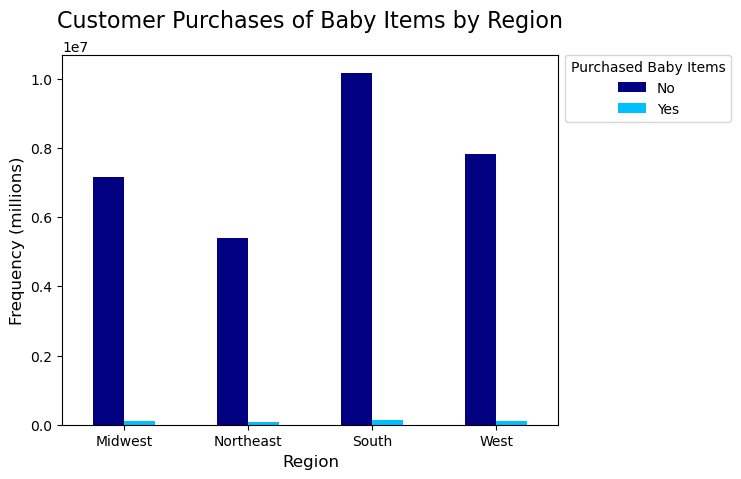 Customer Purchases of Baby Items by Region
1e7
Purchased Baby Items
No
Yes
1.0
0.8
0.6
0.4
0.2
0.0
Frequency (millions)
Midwest Northeast South West
Region